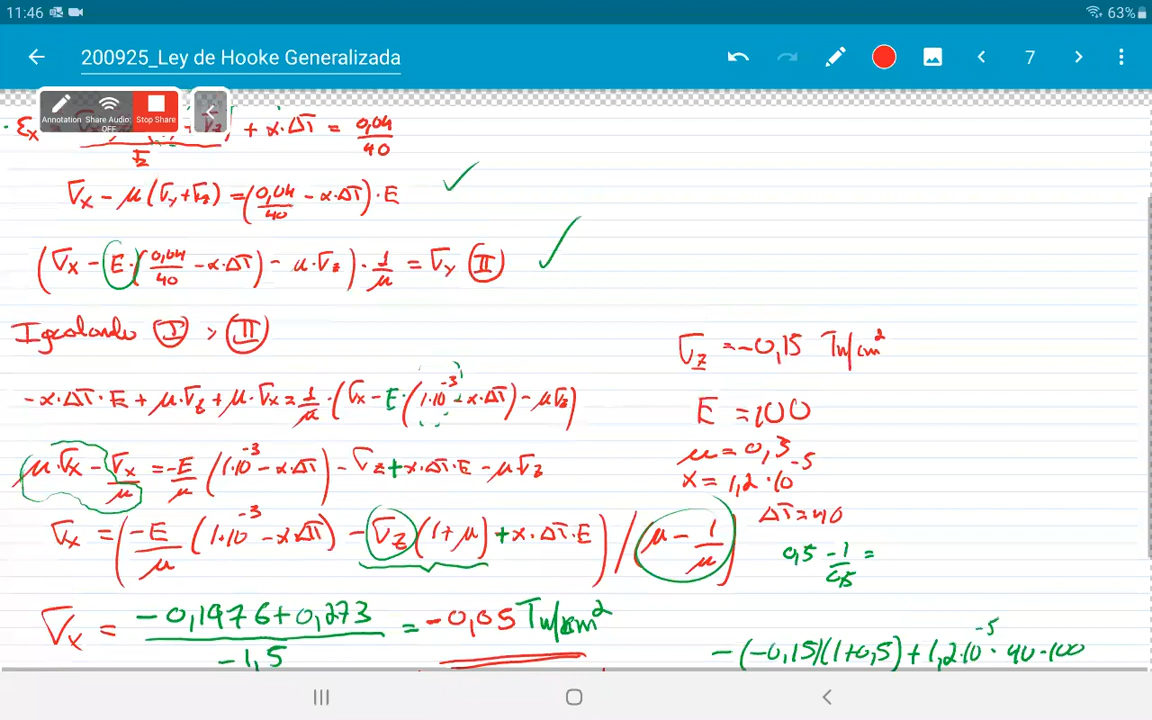 11:46 63%
200925_Ley de Hooke Generalizada 7
Annotation Share Audio: OFF Stop Share
εx + α·ΔT = 0,04/40
σx - μ(σy+σz) = (0,04/40 - α·ΔT)·E
(σx - E·(0,04/40 - α·ΔT) - μ·σz)·1/μ = σy (II)
Igualando (I) y (II)
-α·ΔT·E + μ·σz + μ·σx = 1/μ·(σx - E·(1·10^-3 - α·ΔT) - μσz)
μ·σx - σx/μ = -E/μ (1·10^-3 - α·ΔT) - σz + α·ΔT·E - μσz
σx = (-E/μ (1·10^-3 - α·ΔT) - σz(1+μ) + α·ΔT·E) / [μ - 1/μ]
σx = (-0,1976+0,273)/-1,5 = -0,05 Tn/cm²
σz = -0,15 Tn/cm²
E = 100
μ = 0,3
α = 1,2·10^-5
ΔT = 40
0,5 - 1/0,5 =
-(-0,15)(1+0,5) + 1,2·10^-5·40·100